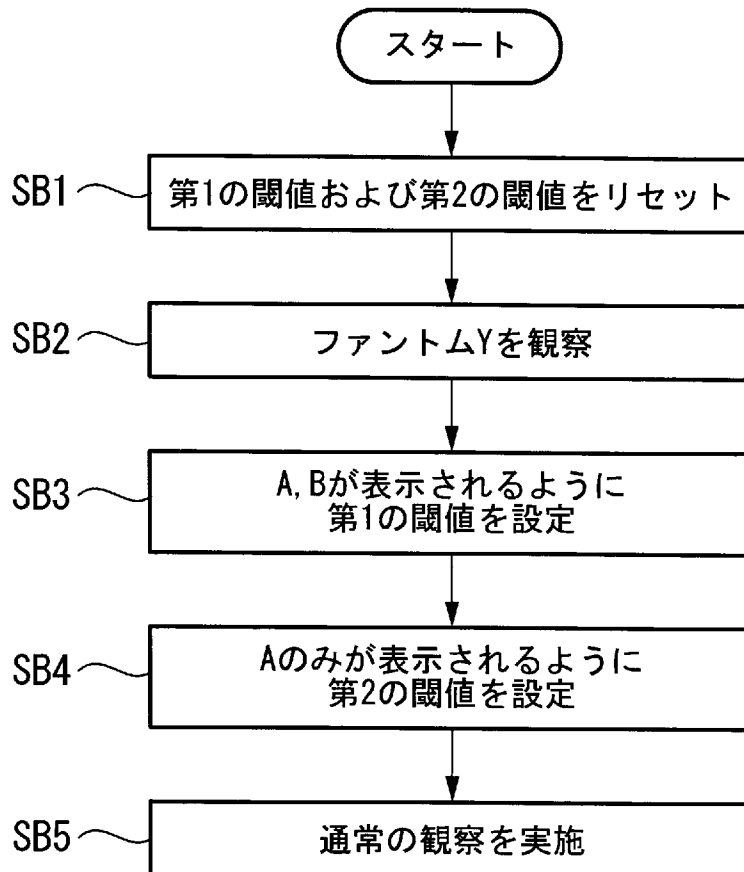 スタート
SB1 第1の閾値および第2の閾値をリセット
SB2 ファントムYを観察
SB3 A,Bが表示されるように
第1の閾値を設定
SB4 Aのみが表示されるように
第2の閾値を設定
SB5 通常の観察を実施